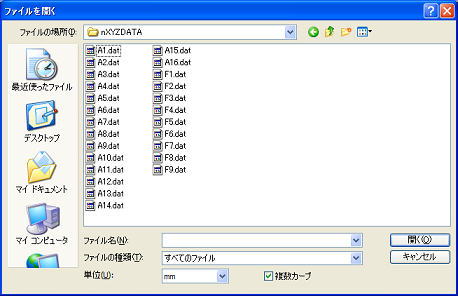 ファイルを開く
ファイルの場所(I): nXYZDATA
最近使ったファイル
デスクトップ
マイ ドキュメント
マイ コンピュータ
A1.dat
A2.dat
A3.dat
A4.dat
A5.dat
A6.dat
A7.dat
A8.dat
A9.dat
A10.dat
A11.dat
A12.dat
A13.dat
A14.dat
A15.dat
A16.dat
F1.dat
F2.dat
F3.dat
F4.dat
F5.dat
F6.dat
F7.dat
F8.dat
F9.dat
ファイル名(N): 開く(O)
ファイルの種類(T): すべてのファイル キャンセル
単位(U): mm 複数カーブ